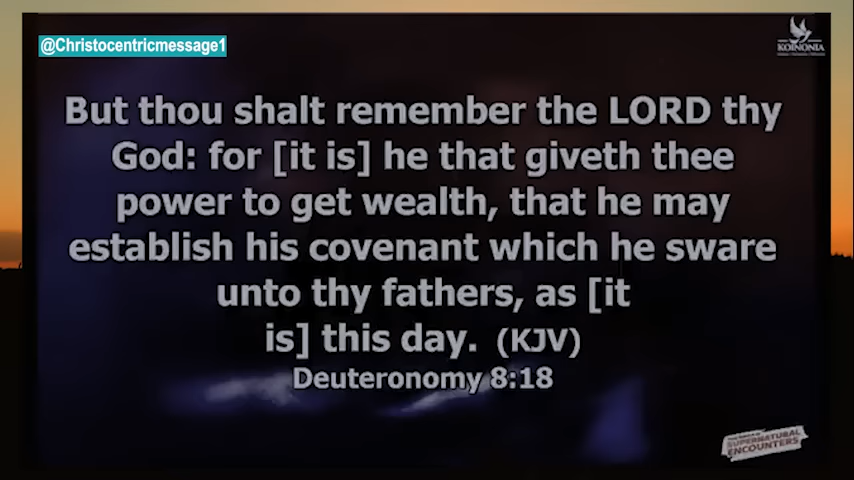 @Christocentricmessage1
KOINONIA
But thou shalt remember the LORD thy
God: for [it is] he that giveth thee
power to get wealth, that he may
establish his covenant which he sware
unto thy fathers, as [it
is] this day. (KJV)
Deuteronomy 8:18
SUPERNATURAL
ENCOUNTERS